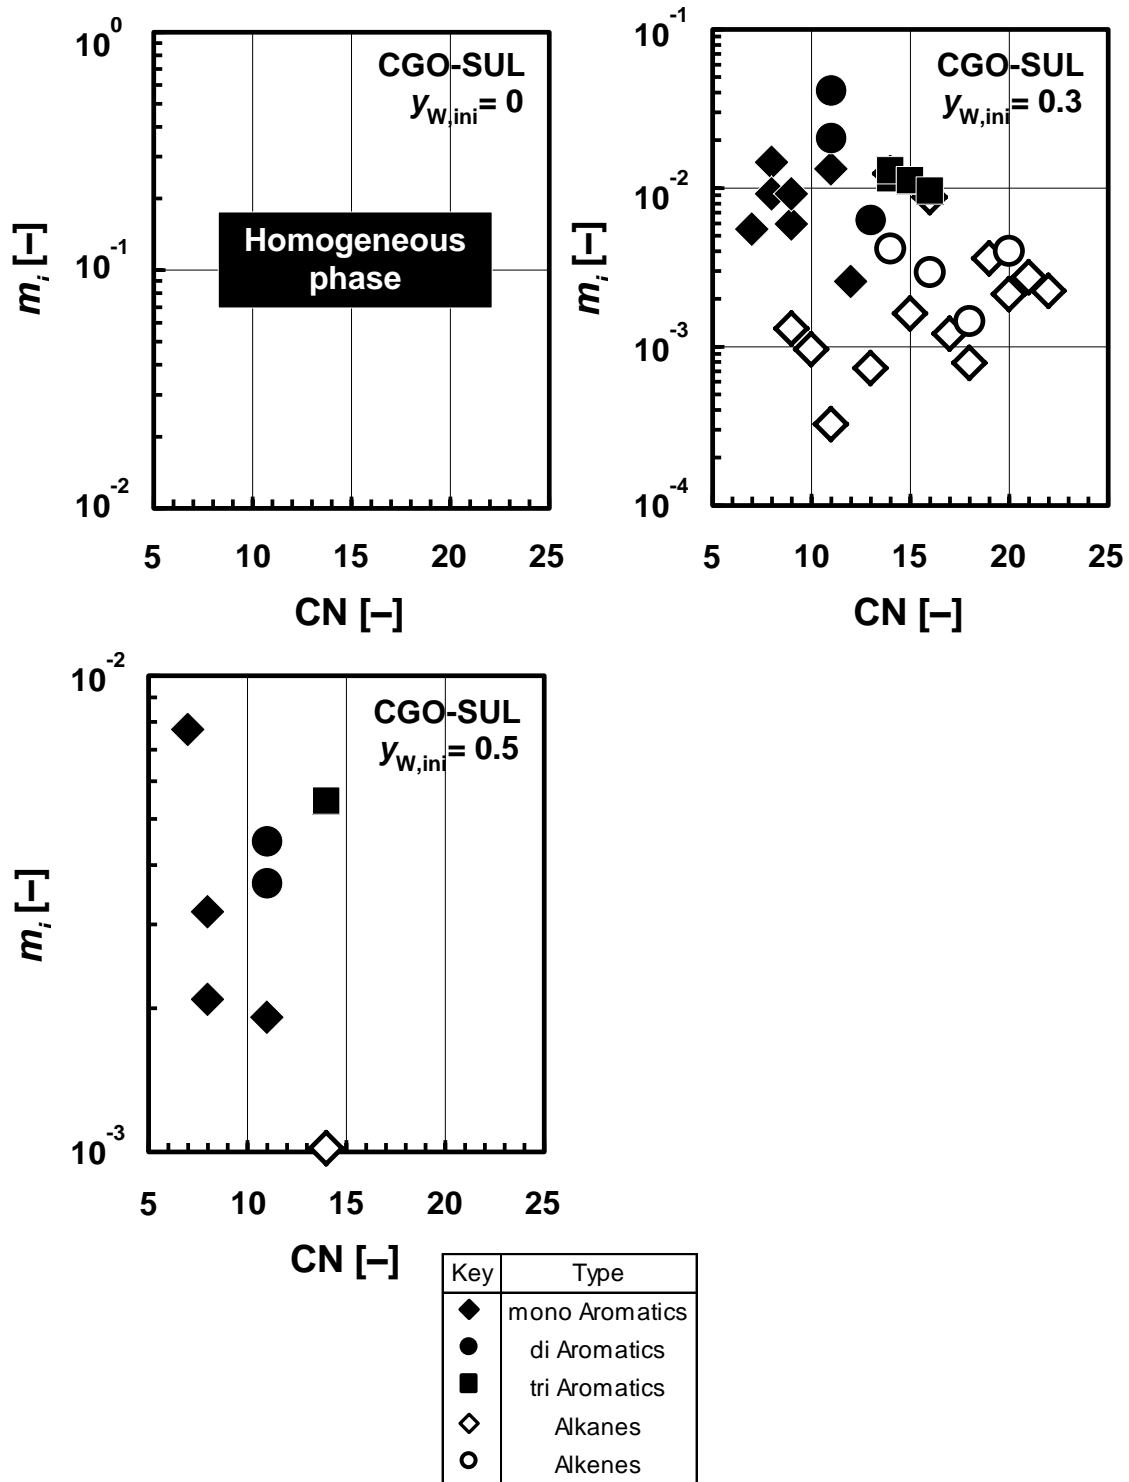 10^0
CGO-SUL
y_W,ini = 0
m_i [–]
10^-1
Homogeneous
phase
10^-2
5 10 15 20 25
CN [–]
10^-1
CGO-SUL
y_W,ini = 0.3
10^-2
m_i [–]
10^-3
10^-4
5 10 15 20 25
CN [–]
10^-2
CGO-SUL
y_W,ini = 0.5
m_i [–]
10^-3
5 10 15 20 25
CN [–]
Key Type
mono Aromatics
di Aromatics
tri Aromatics
Alkanes
Alkenes